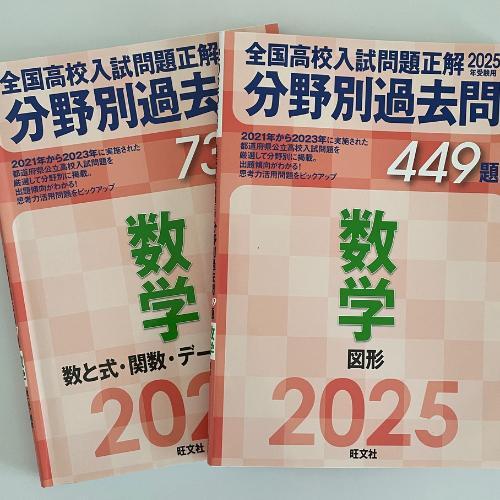 全国高校入試問題正解
分野別過去
2021年から2023年に実施された
都道府県公立高校入試問題を
厳選して分野別に掲載。
出題傾向がわかる!
思考力活用問題をピックアップ
73
数学
数と式・関数・デー
202
旺文社
全国高校入試問題正解
2025
年受験用
分野別過去問
2021年から2023年に実施された
都道府県公立高校入試問題を
厳選して分野別に掲載。
出題傾向がわかる!
思考力活用問題をピックアップ
449題
数学
図形
2025
旺文社